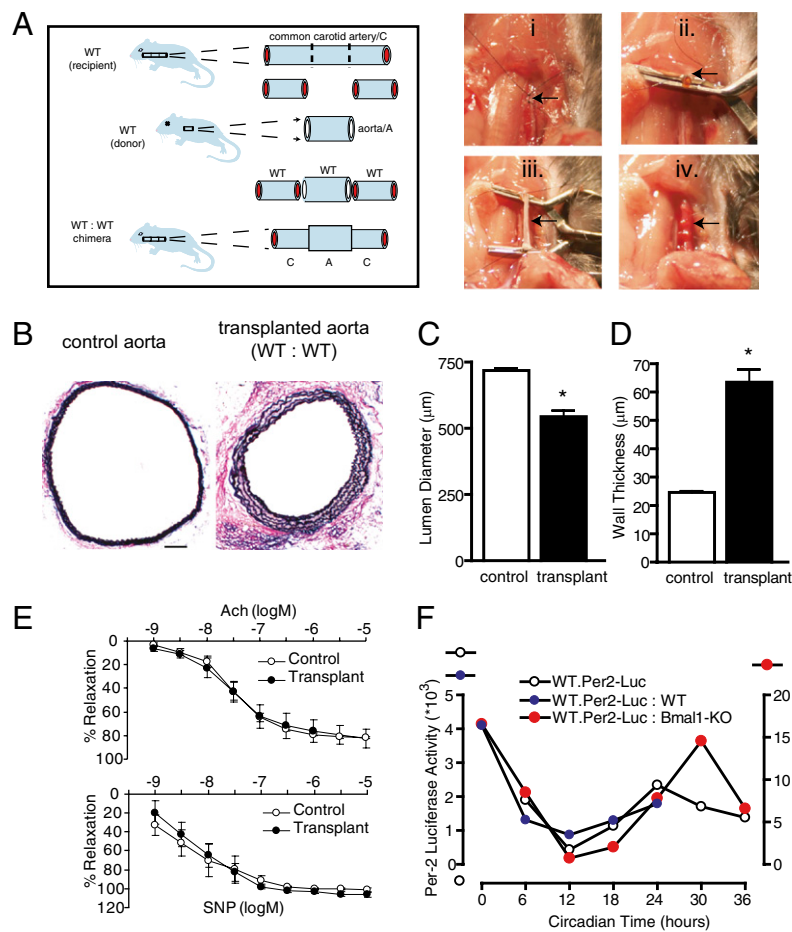 A
WT
(recipient)
common carotid artery/C
WT
(donor)
aorta/A
WT WT WT
WT : WT
chimera
C A C
i
ii.
iii.
iv.
B
control aorta
transplanted aorta
(WT : WT)
C
750
500
250
0
Lumen Diameter (μm)
*
control transplant
D
70
60
50
40
30
20
10
0
Wall Thickness (μm)
*
control transplant
E
Ach (logM)
-9 -8 -7 -6 -5
0
20
40
60
80
100
% Relaxation
Control
Transplant
-9 -8 -7 -6 -5
0
20
40
60
80
100
120
% Relaxation
Control
Transplant
SNP (logM)
F
WT.Per2-Luc
WT.Per2-Luc : WT
WT.Per2-Luc : Bmal1-KO
Per-2 Luciferase Activity (*10³)
5
4
3
2
1
0
20
15
10
5
0
0 6 12 18 24 30 36
Circadian Time (hours)